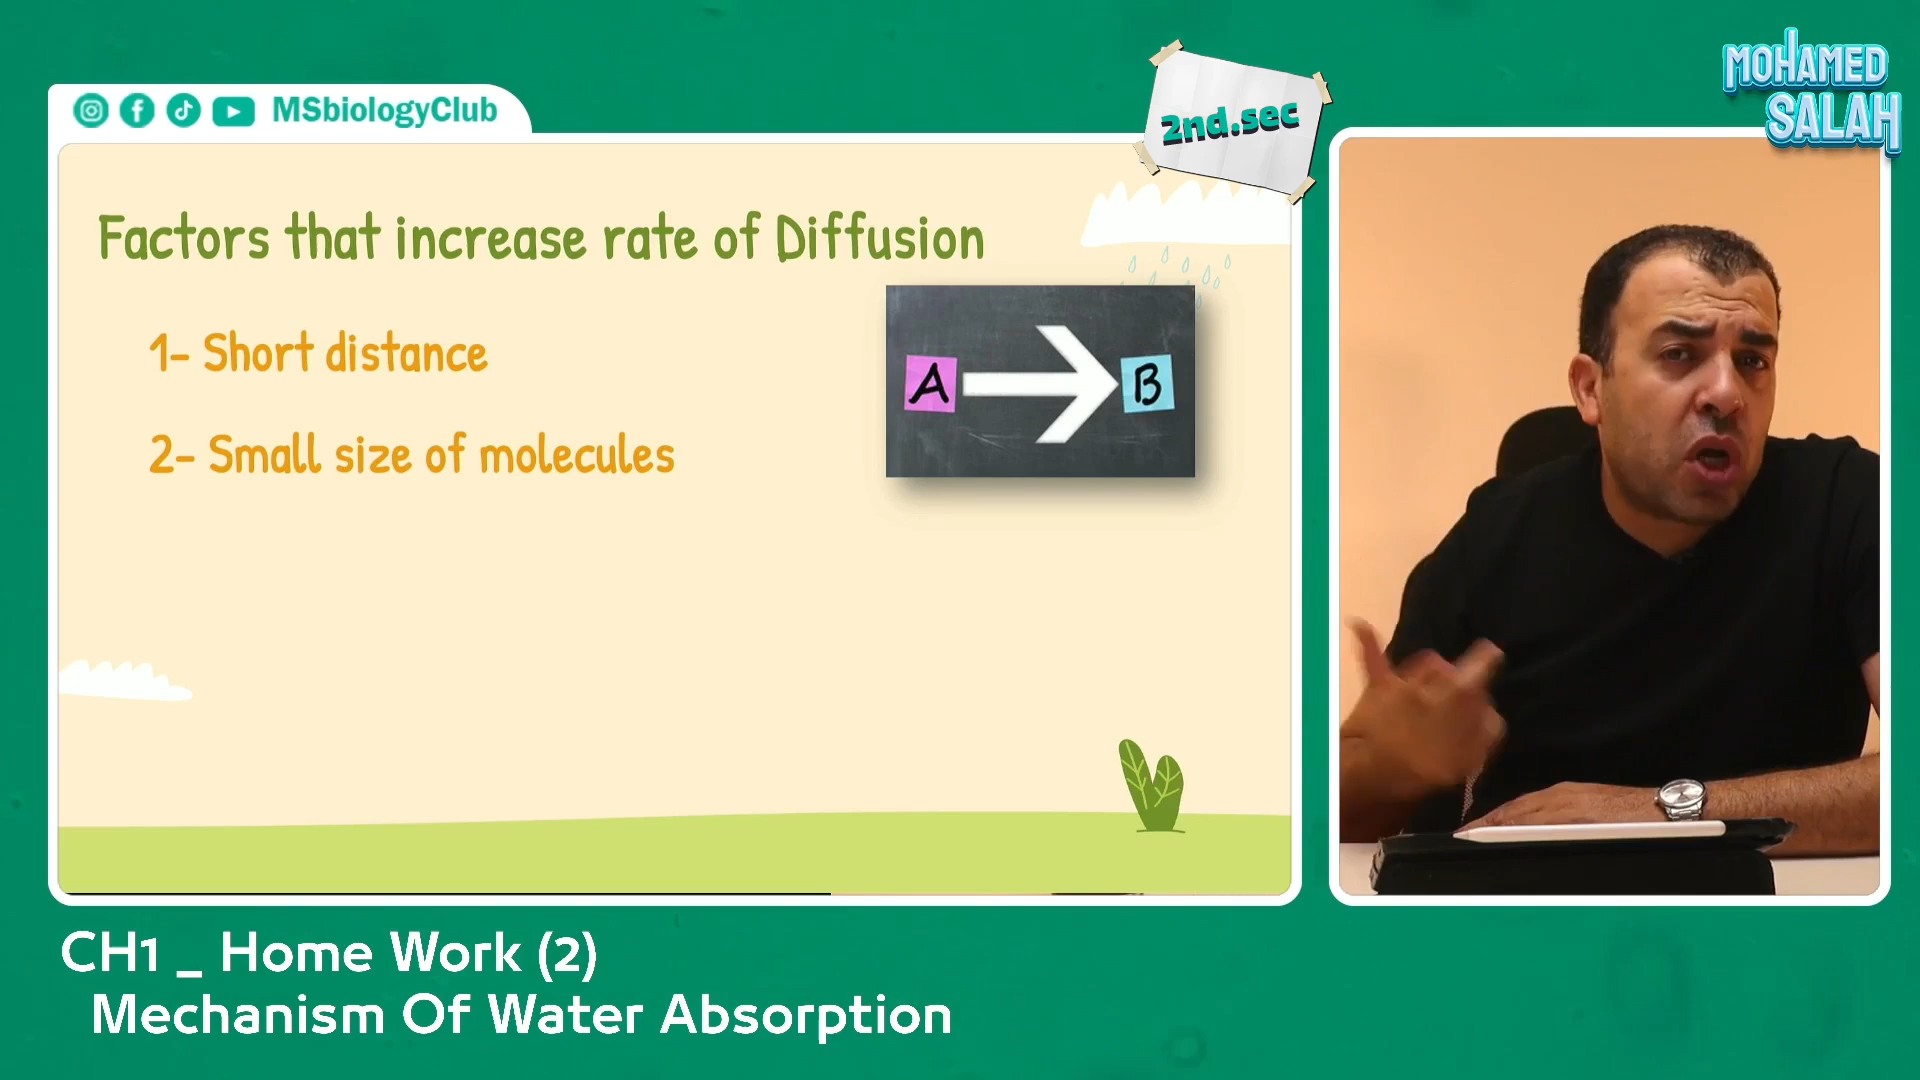 MOHAMED
SALAH
MSbiologyClub
2nd.sec
Factors that increase rate of Diffusion
1- Short distance
2- Small size of molecules
A
B
CH1 _ Home Work (2)
Mechanism Of Water Absorption